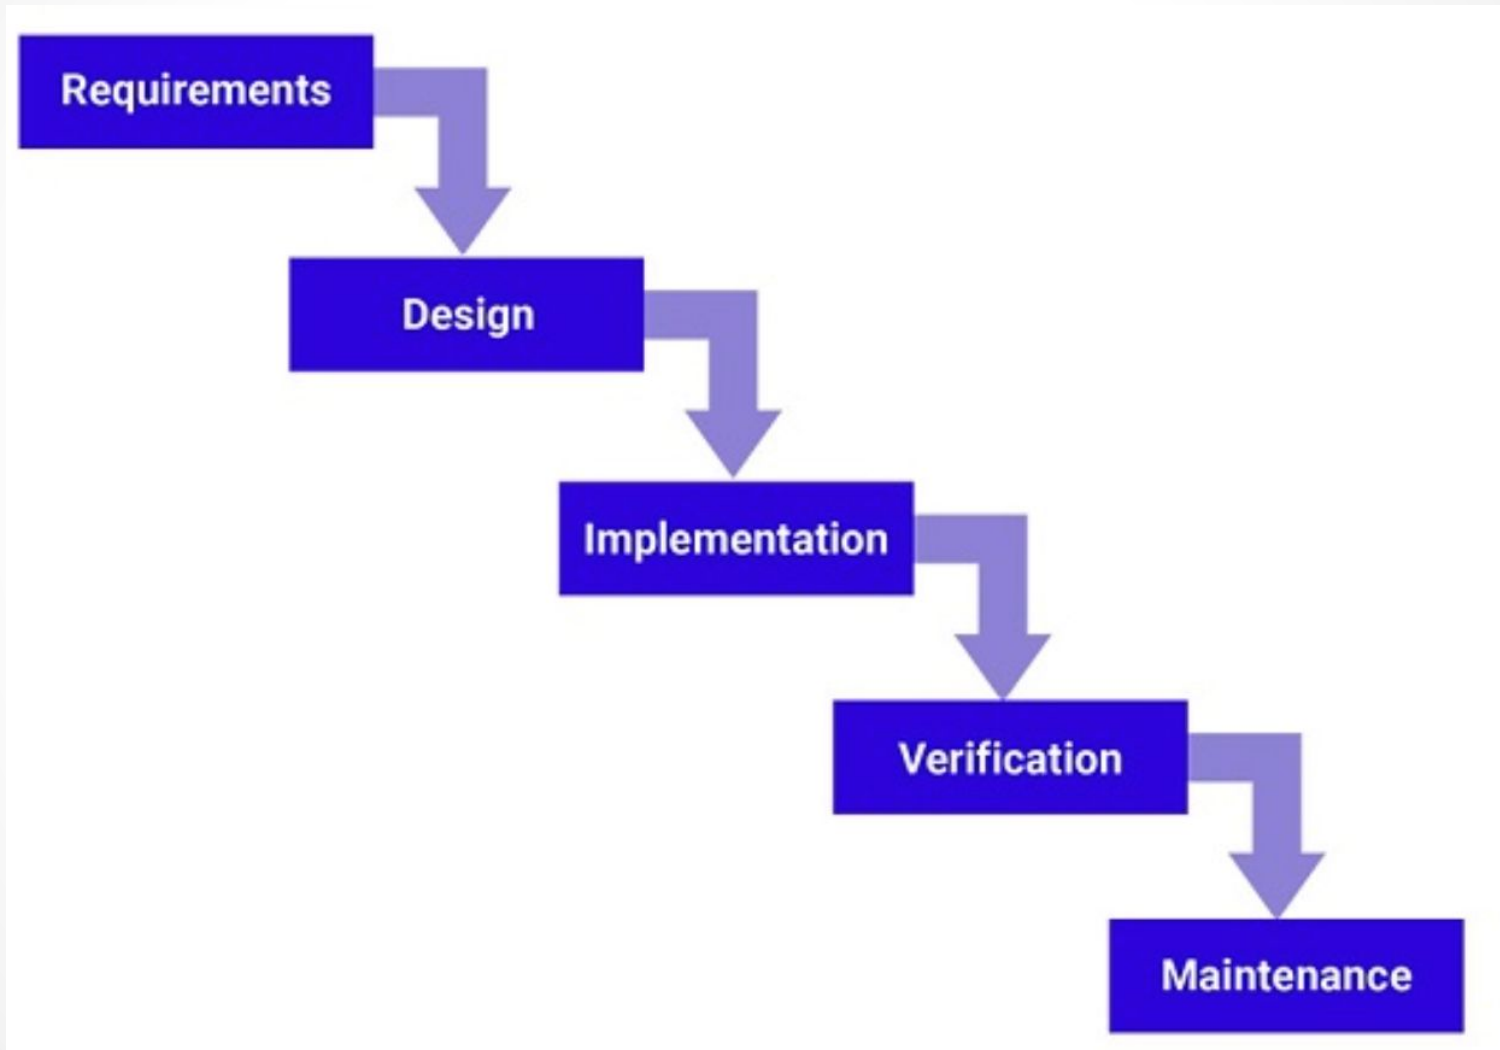 Requirements
Design
Implementation
Verification
Maintenance